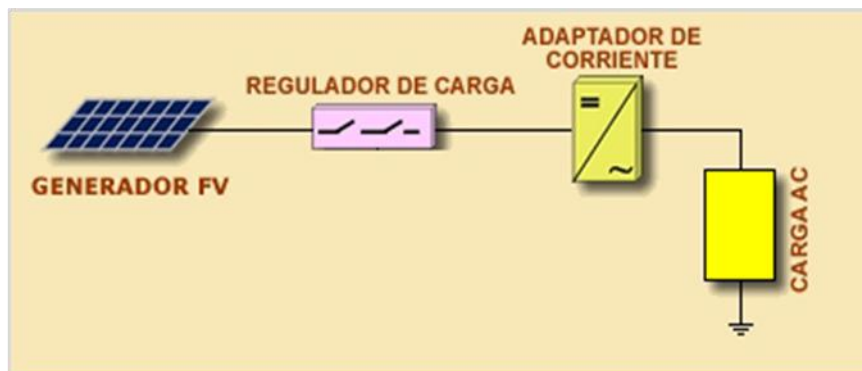 ADAPTADOR DE
CORRIENTE
REGULADOR DE CARGA
GENERADOR FV
CARGA AC